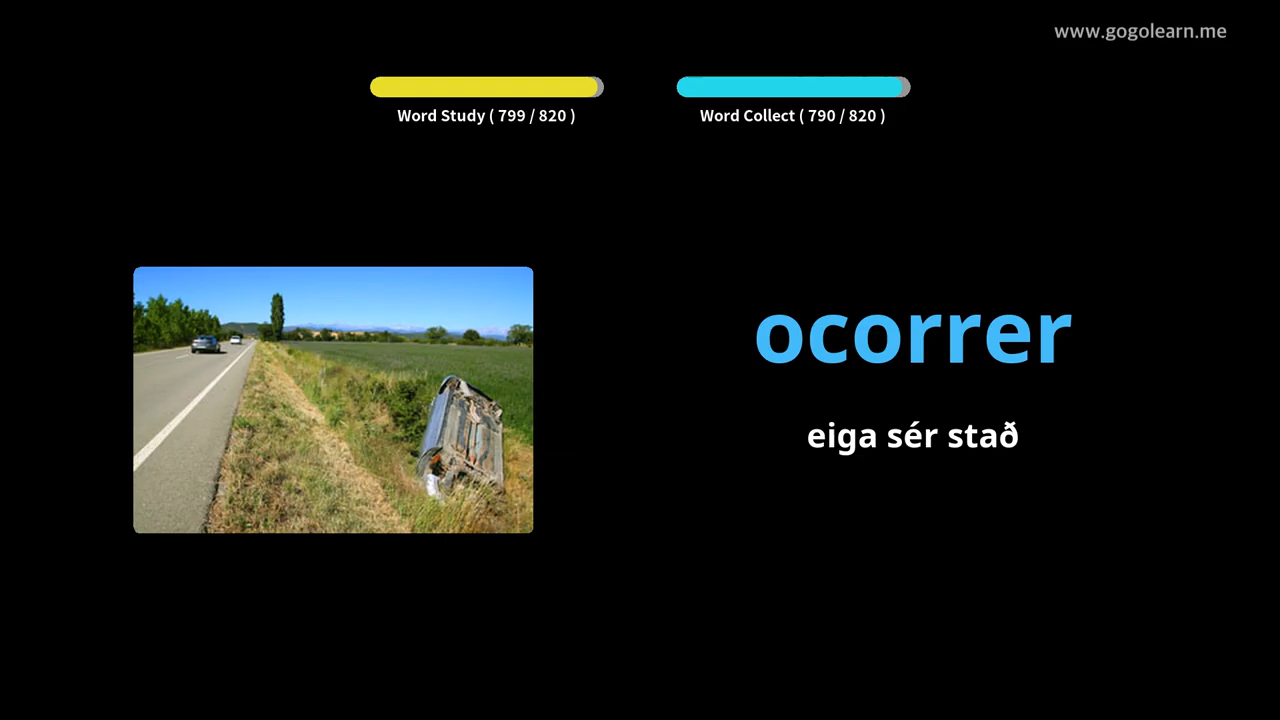 www.gogolearn.me
Word Study ( 799 / 820 )
Word Collect ( 790 / 820 )
ocorrer
eiga sér stað